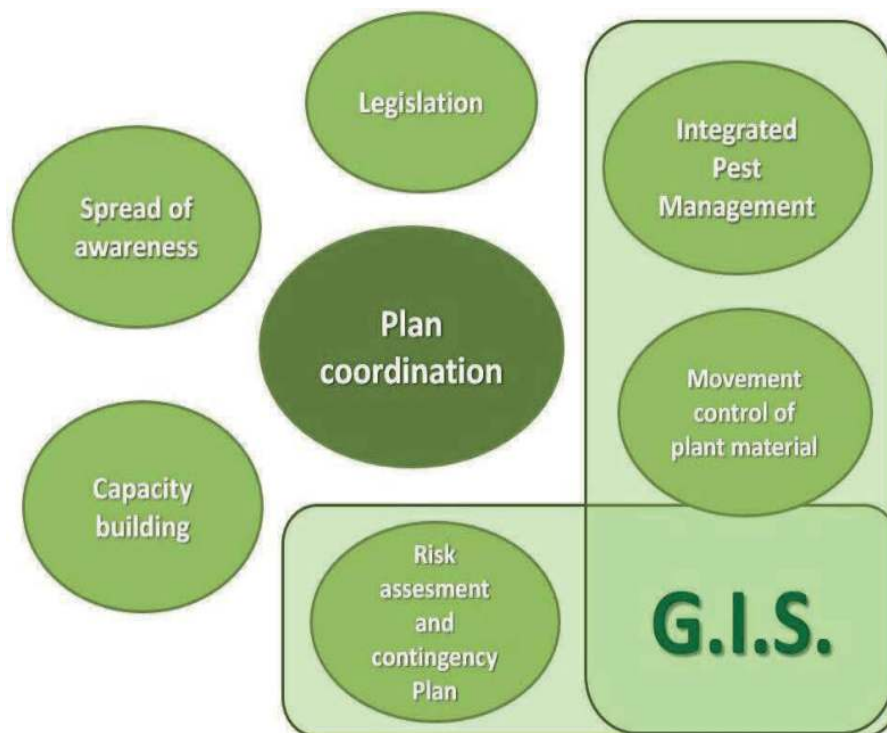 Legislation
Integrated
Pest
Management
Spread of
awareness
Plan
coordination
Movement
control of
plant material
Capacity
building
Risk
assesment
and
contingency
Plan
G.I.S.